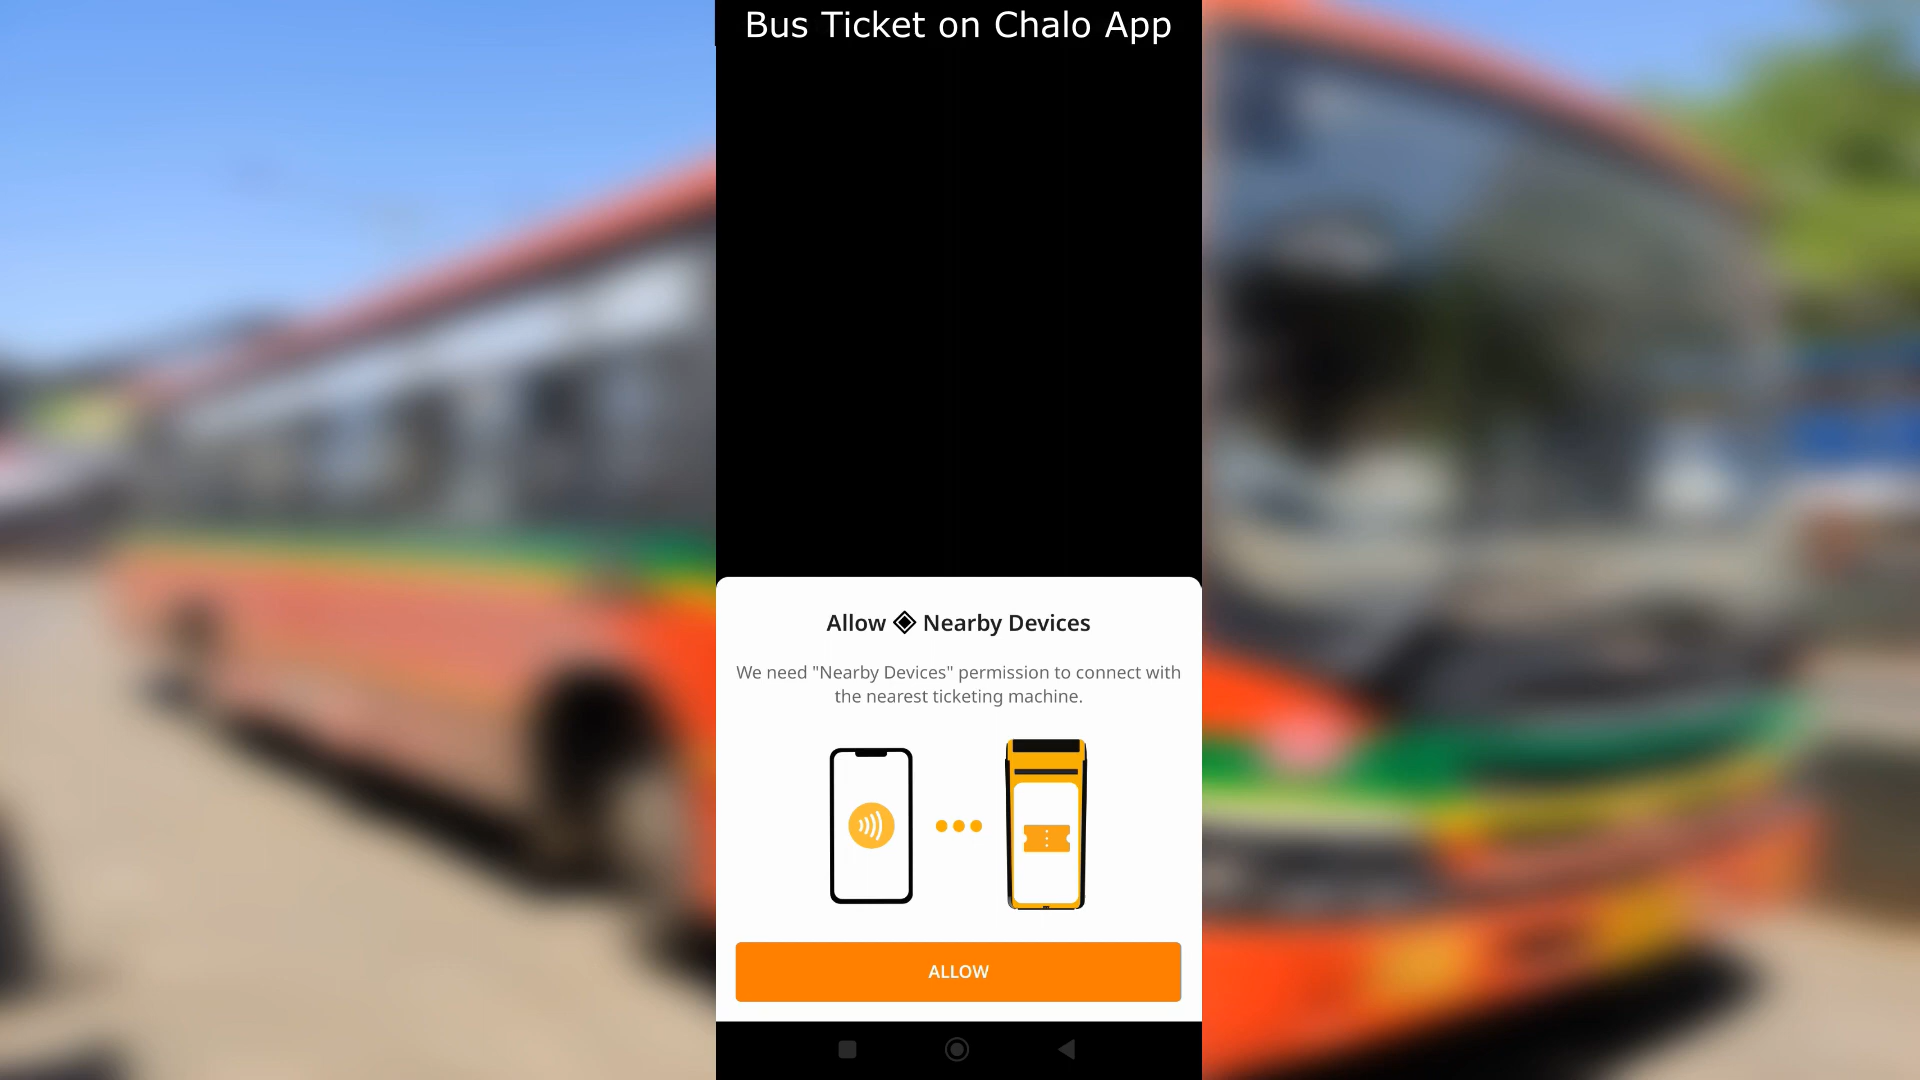 Bus Ticket on Chalo App
Allow Nearby Devices
We need "Nearby Devices" permission to connect with
the nearest ticketing machine.
ALLOW